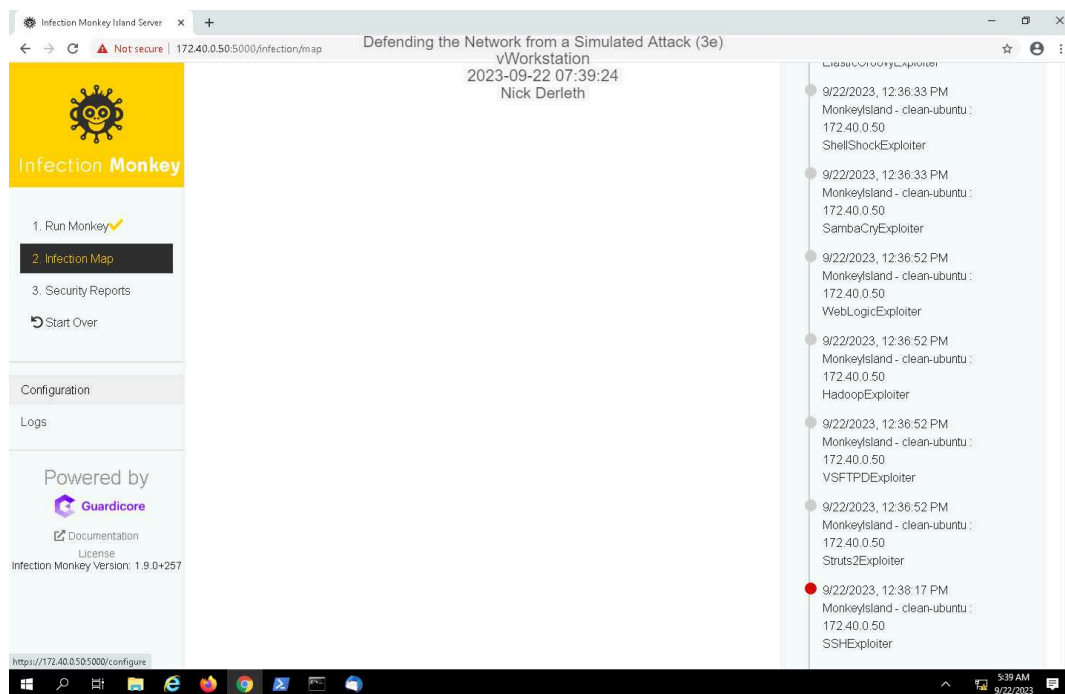 Infection Monkey Island Server
Not secure | 172.40.0.50:5000/infection/map
Defending the Network from a Simulated Attack (3e)
vWorkstation
2023-09-22 07:39:24
Nick Derleth
Infection Monkey
1. Run Monkey
2. Infection Map
3. Security Reports
Start Over
Configuration
Logs
Powered by
Guardicore
Documentation
License
Infection Monkey Version: 1.9.0+257
https://172.40.0.50:5000/configure
ElasticGroovyExploiter
9/22/2023, 12:36:33 PM
MonkeyIsland - clean-ubuntu :
172.40.0.50
ShellShockExploiter
9/22/2023, 12:36:33 PM
MonkeyIsland - clean-ubuntu :
172.40.0.50
SambaCryExploiter
9/22/2023, 12:36:52 PM
MonkeyIsland - clean-ubuntu :
172.40.0.50
WebLogicExploiter
9/22/2023, 12:36:52 PM
MonkeyIsland - clean-ubuntu :
172.40.0.50
HadoopExploiter
9/22/2023, 12:36:52 PM
MonkeyIsland - clean-ubuntu :
172.40.0.50
VSFTPDExploiter
9/22/2023, 12:36:52 PM
MonkeyIsland - clean-ubuntu :
172.40.0.50
Struts2Exploiter
9/22/2023, 12:38:17 PM
MonkeyIsland - clean-ubuntu :
172.40.0.50
SSHExploiter
5:39 AM
9/22/2023